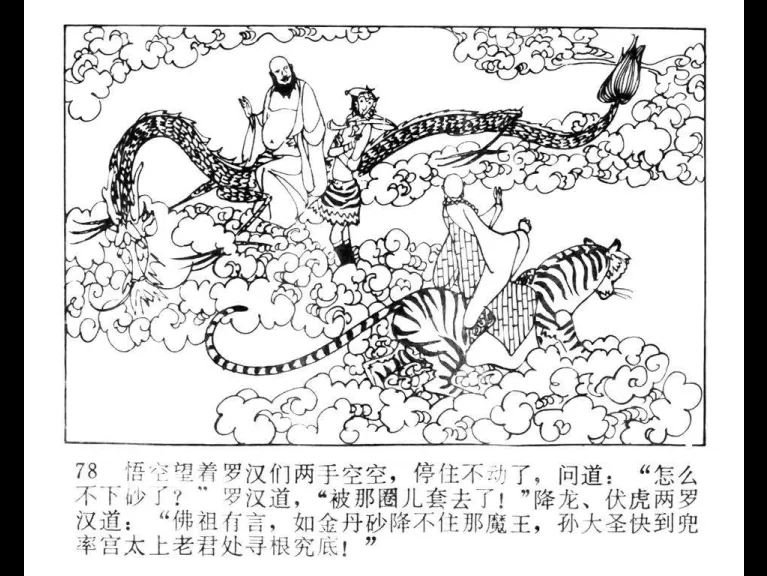 78 悟空望着罗汉们两手空空，停住不动了，问道：“怎么
不下砂了？”罗汉道，“被那圈儿套去了！”降龙、伏虎两罗
汉道：“佛祖有言，如金丹砂降不住那魔王，孙大圣快到兜
率宫太上老君处寻根究底！”